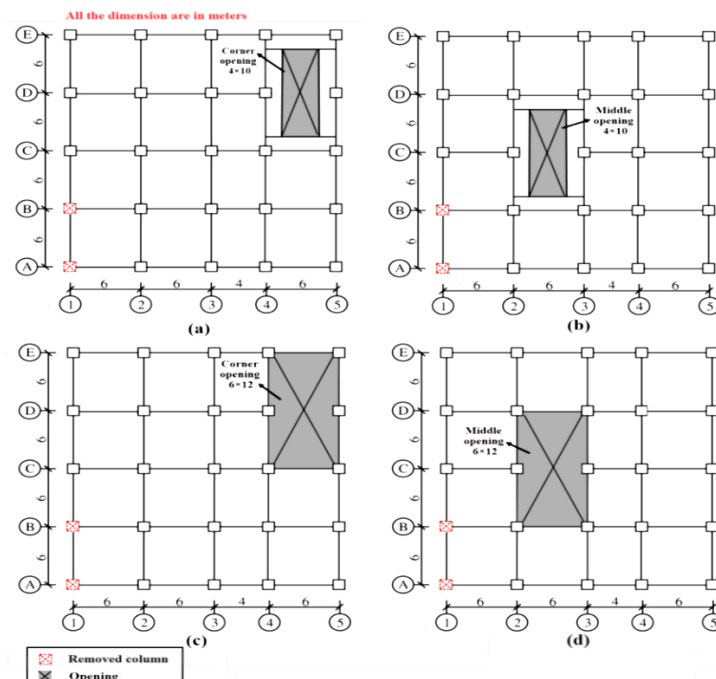 All the dimension are in meters
E
D
C
B
A
6
6
6
6
Corner
opening
4×10
6
6
4
6
1
2
3
4
5
(a)
E
D
C
B
A
6
6
6
6
Middle
opening
4×10
6
6
4
6
1
2
3
4
5
(b)
E
D
C
B
A
6
6
6
6
Corner
opening
6×12
6
6
4
6
1
2
3
4
5
(c)
E
D
C
B
A
6
6
6
6
Middle
opening
6×12
6
6
4
6
1
2
3
4
5
(d)
Removed column
Opening